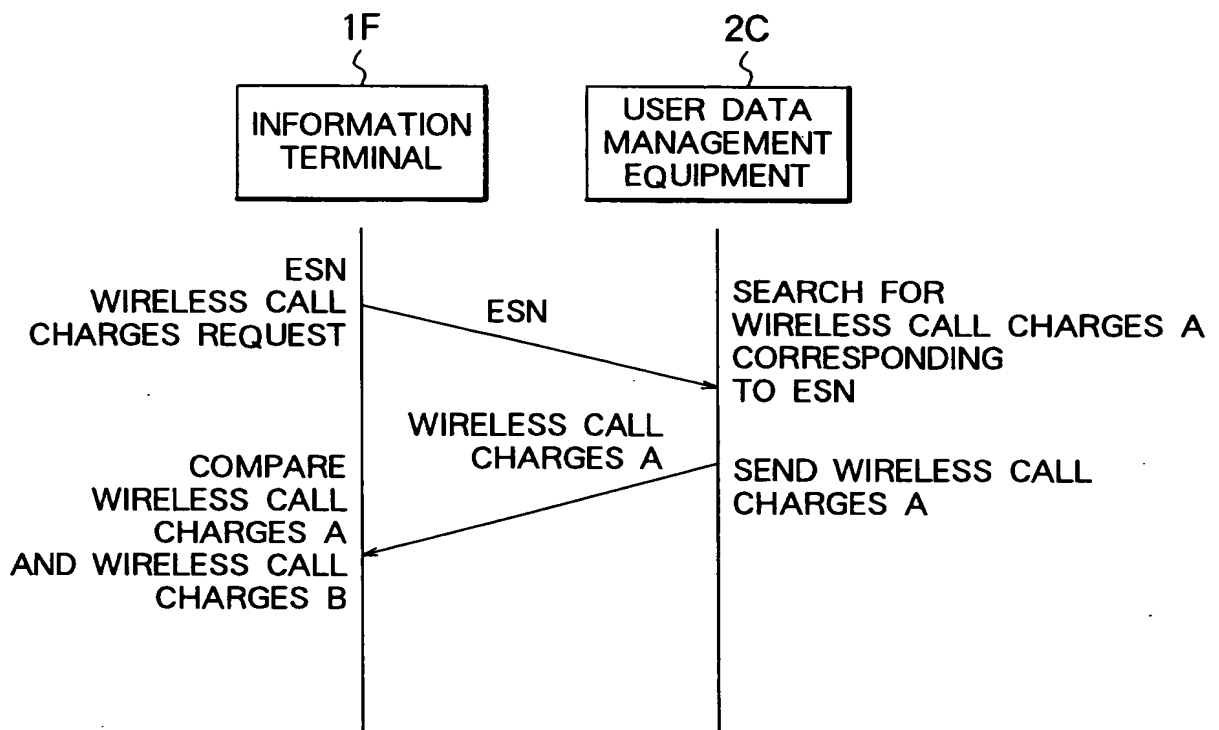 1F
2C
INFORMATION
TERMINAL
USER DATA
MANAGEMENT
EQUIPMENT
ESN
WIRELESS CALL
CHARGES REQUEST
ESN
SEARCH FOR
WIRELESS CALL CHARGES A
CORRESPONDING
TO ESN
WIRELESS CALL
CHARGES A
SEND WIRELESS CALL
CHARGES A
COMPARE
WIRELESS CALL
CHARGES A
AND WIRELESS CALL
CHARGES B